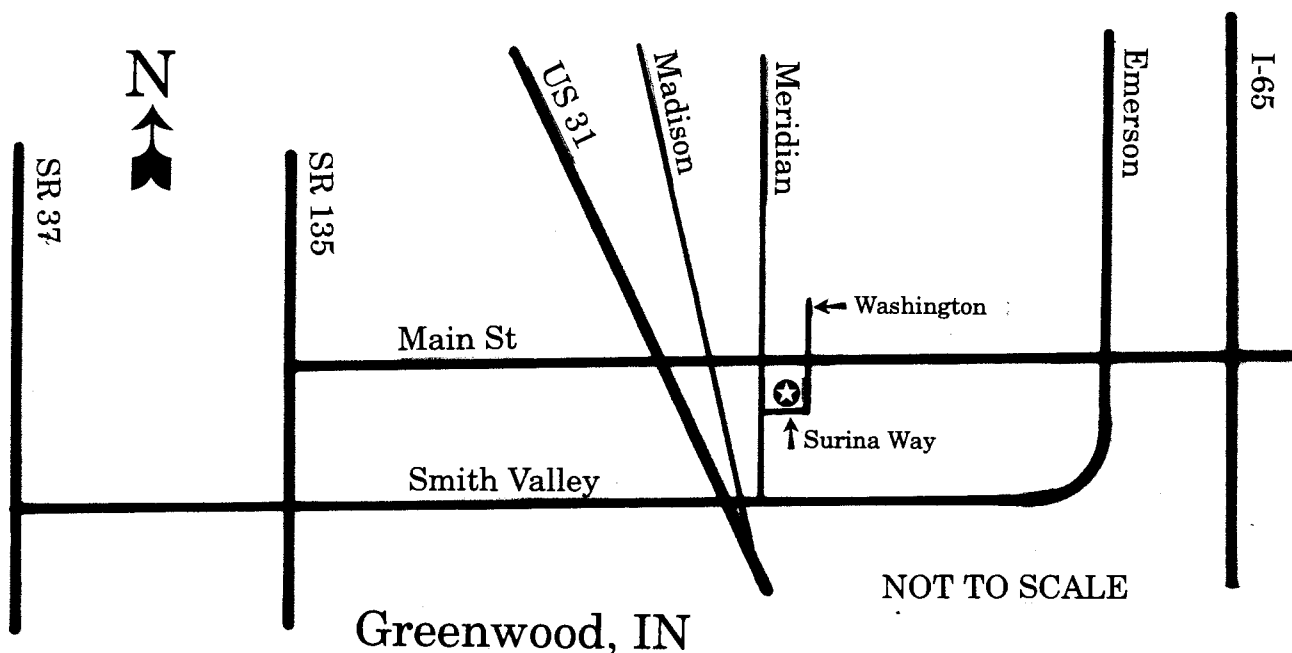 N
US 31
Madison
Meridian
Emerson
I-65
SR 37
SR 135
Washington
Main St
Surina Way
Smith Valley
NOT TO SCALE
Greenwood, IN